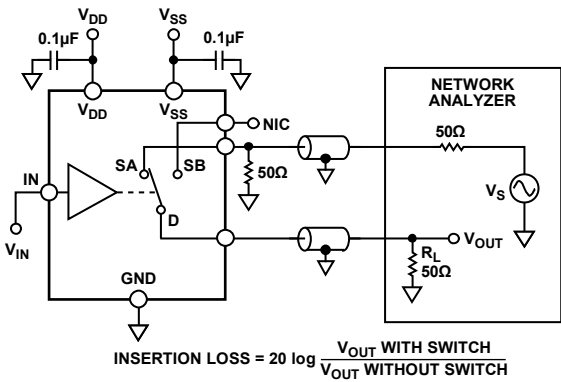 VDD VSS
0.1µF 0.1µF
VDD VSS
NETWORK
ANALYZER
NIC
50Ω
SA SB
50Ω
IN
VS
D
VIN
VOUT
RL
50Ω
GND
INSERTION LOSS = 20 log VOUT WITH SWITCH
VOUT WITHOUT SWITCH